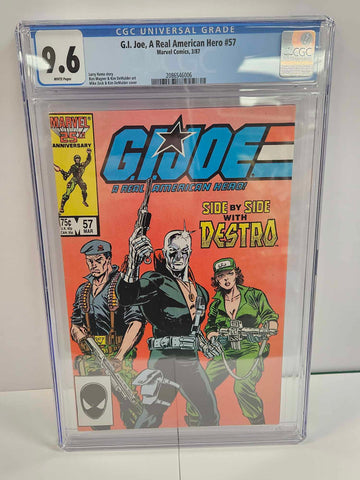 CGC UNIVERSAL GRADE
9.6
WHITE Pages
G.I. Joe, A Real American Hero #57
Marvel Comics, 3/87
2086546006
Larry Hama story
Ron Wagner & Kim DeMulder art
Mike Zeck & Kim DeMulder cover
CGC
MARVEL
25TH
ANNIVERSARY
G.I. JOE
A REAL AMERICAN HERO!
75¢
57
MAR
SIDE BY SIDE
WITH
DESTRO